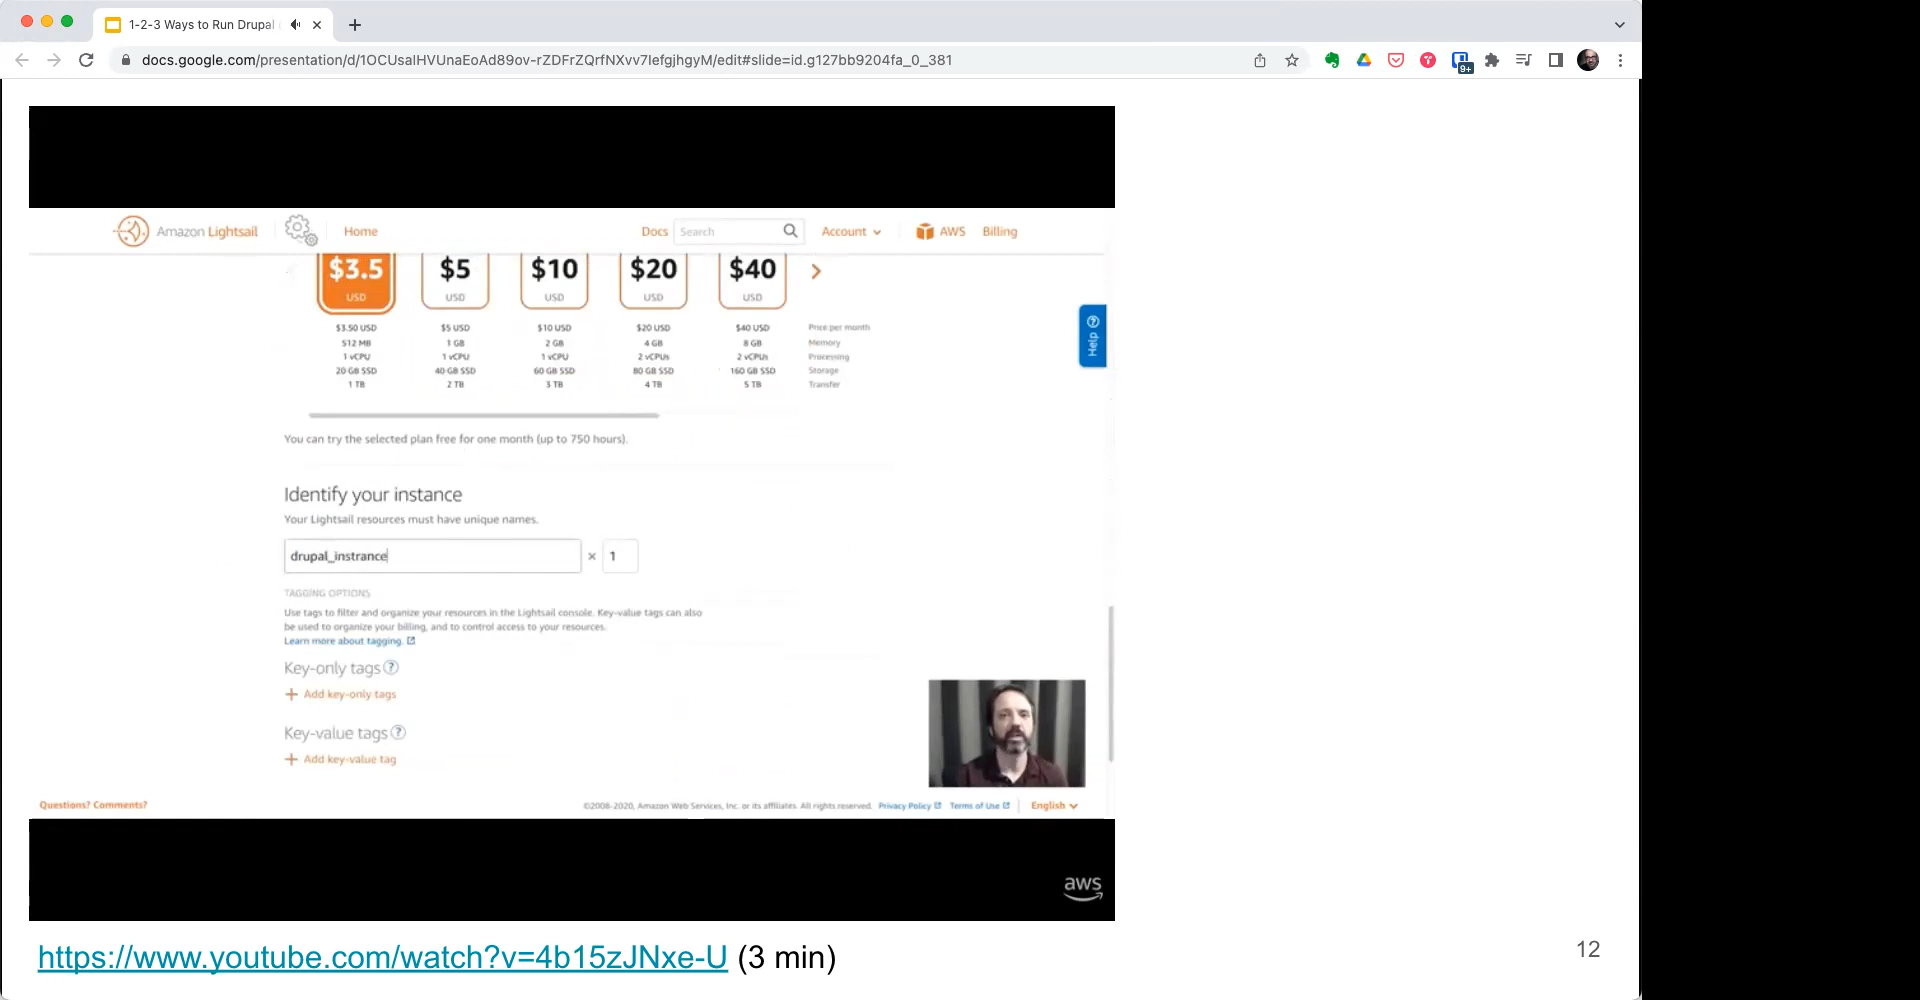 1-2-3 Ways to Run Drupal
docs.google.com/presentation/d/1OCUsalHVUnaEoAd89ov-rZDFrZQrfNXvv7lefgjhgyM/edit#slide=id.g127bb9204fa_0_381
9+
Amazon Lightsail Home Docs Search Account AWS Billing
$3.5 $5 $10 $20 $40
USD USD USD USD USD
$3.50 USD $5 USD $10 USD $20 USD $40 USD Price per month
512 MB 1 GB 2 GB 4 GB 8 GB Memory
1 vCPU 1 vCPU 1 vCPU 2 vCPUs 2 vCPUs Processing
20 GB SSD 40 GB SSD 60 GB SSD 80 GB SSD 160 GB SSD Storage
1 TB 2 TB 3 TB 4 TB 5 TB Transfer
Help ?
You can try the selected plan free for one month (up to 750 hours).
Identify your instance
Your Lightsail resources must have unique names.
drupal_instrance × 1
TAGGING OPTIONS
Use tags to filter and organize your resources in the Lightsail console. Key-value tags can also
be used to organize your billing, and to control access to your resources.
Learn more about tagging.
Key-only tags ?
+ Add key-only tags
Key-value tags ?
+ Add key-value tag
Questions? Comments? ©2008-2020, Amazon Web Services, Inc. or its affiliates. All rights reserved. Privacy Policy Terms of Use English
aws
https://www.youtube.com/watch?v=4b15zJNxe-U (3 min)
12